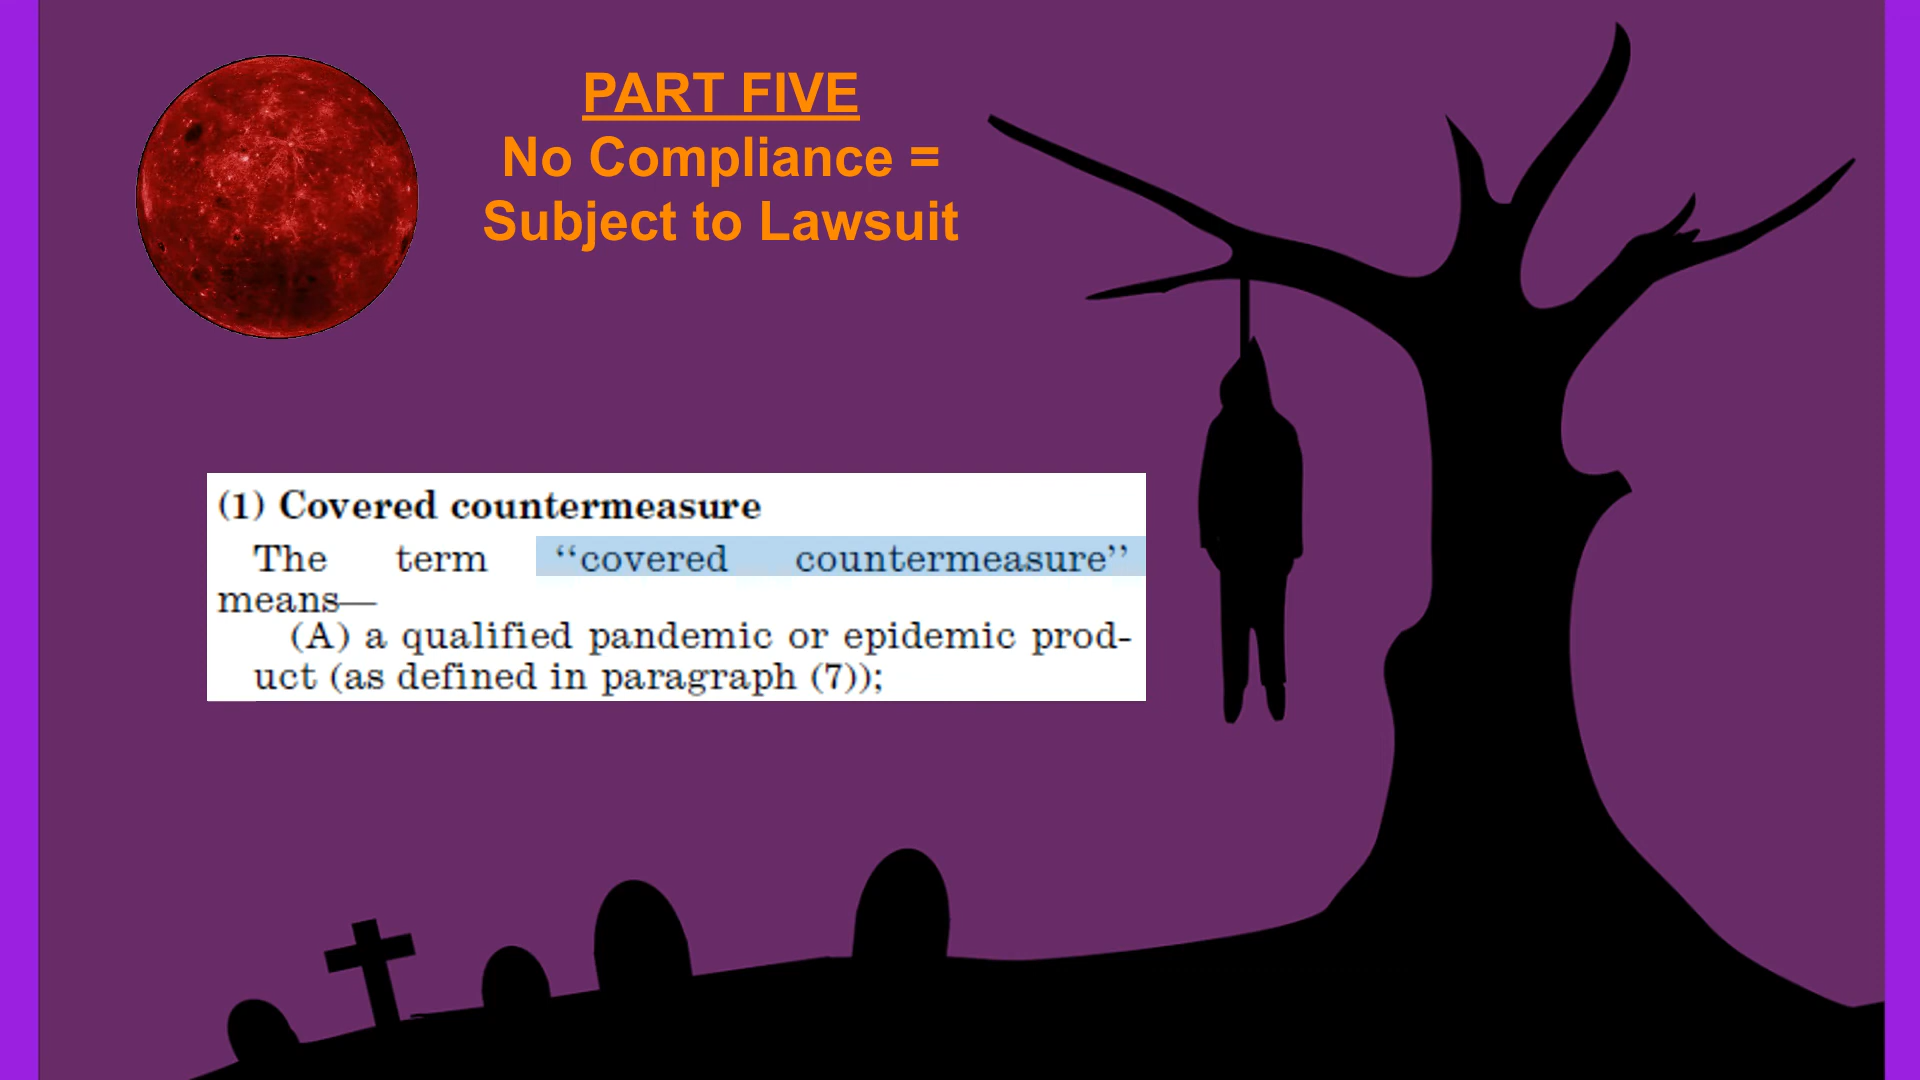 PART FIVE
No Compliance =
Subject to Lawsuit
(1) Covered countermeasure
The term ‘‘covered countermeasure’’
means—
(A) a qualified pandemic or epidemic prod-
uct (as defined in paragraph (7));